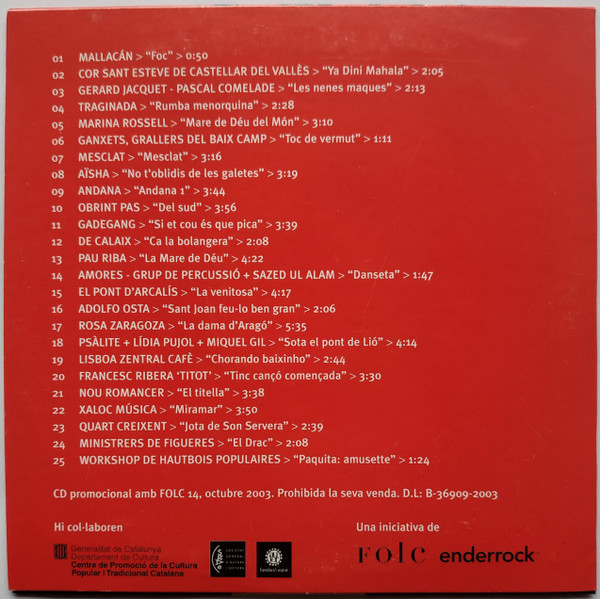 01 MALLACÁN > “Foc” > 0:50
02 COR SANT ESTEVE DE CASTELLAR DEL VALLÈS > “Ya Dini Mahala” > 2:05
03 GERARD JACQUET - PASCAL COMELADE > “Les nenes maques” > 2:13
04 TRAGINADA > “Rumba menorquina” > 2:28
05 MARINA ROSSELL > “Mare de Déu del Món” > 3:10
06 GANXETS, GRALLERS DEL BAIX CAMP > “Toc de vermut” > 1:11
07 MESCLAT > “Mesclat” > 3:16
08 AÏSHA > “No t’oblidis de les galetes” > 3:19
09 ANDANA > “Andana 1” > 3:44
10 OBRINT PAS > “Del sud” > 3:56
11 GADEGANG > “Si et cou és que pica” > 3:39
12 DE CALAIX > “Ca la bolangera” > 2:08
13 PAU RIBA > “La Mare de Déu” > 4:22
14 AMORES - GRUP DE PERCUSSIÓ + SAZED UL ALAM > “Danseta” > 1:47
15 EL PONT D’ARCALÍS > “La venitosa” > 4:17
16 ADOLFO OSTA > “Sant Joan feu-lo ben gran” > 2:06
17 ROSA ZARAGOZA > “La dama d’Aragó” > 5:35
18 PSÀLITE + LÍDIA PUJOL + MIQUEL GIL > “Sota el pont de Lió” > 4:14
19 LISBOA ZENTRAL CAFÈ > “Chorando baixinho” > 2:44
20 FRANCESC RIBERA ‘TITOT’ > “Tinc cançó començada” > 3:30
21 NOU ROMANCER > “El titella” > 3:38
22 XALOC MÚSICA > “Miramar” > 3:50
23 QUART CREIXENT > “Jota de Son Servera” > 2:39
24 MINISTRERS DE FIGUERES > “El Drac” > 2:08
25 WORKSHOP DE HAUTBOIS POPULAIRES > “Paquita: amusette” > 1:24
CD promocional amb FOLC 14, octubre 2003. Prohibida la seva venda. D.L: B-36909-2003
Hi col·laboren
Una iniciativa de
Generalitat de Catalunya
Departament de Cultura
Centre de Promoció de la Cultura
Popular i Tradicional Catalana
FOLC enderrock